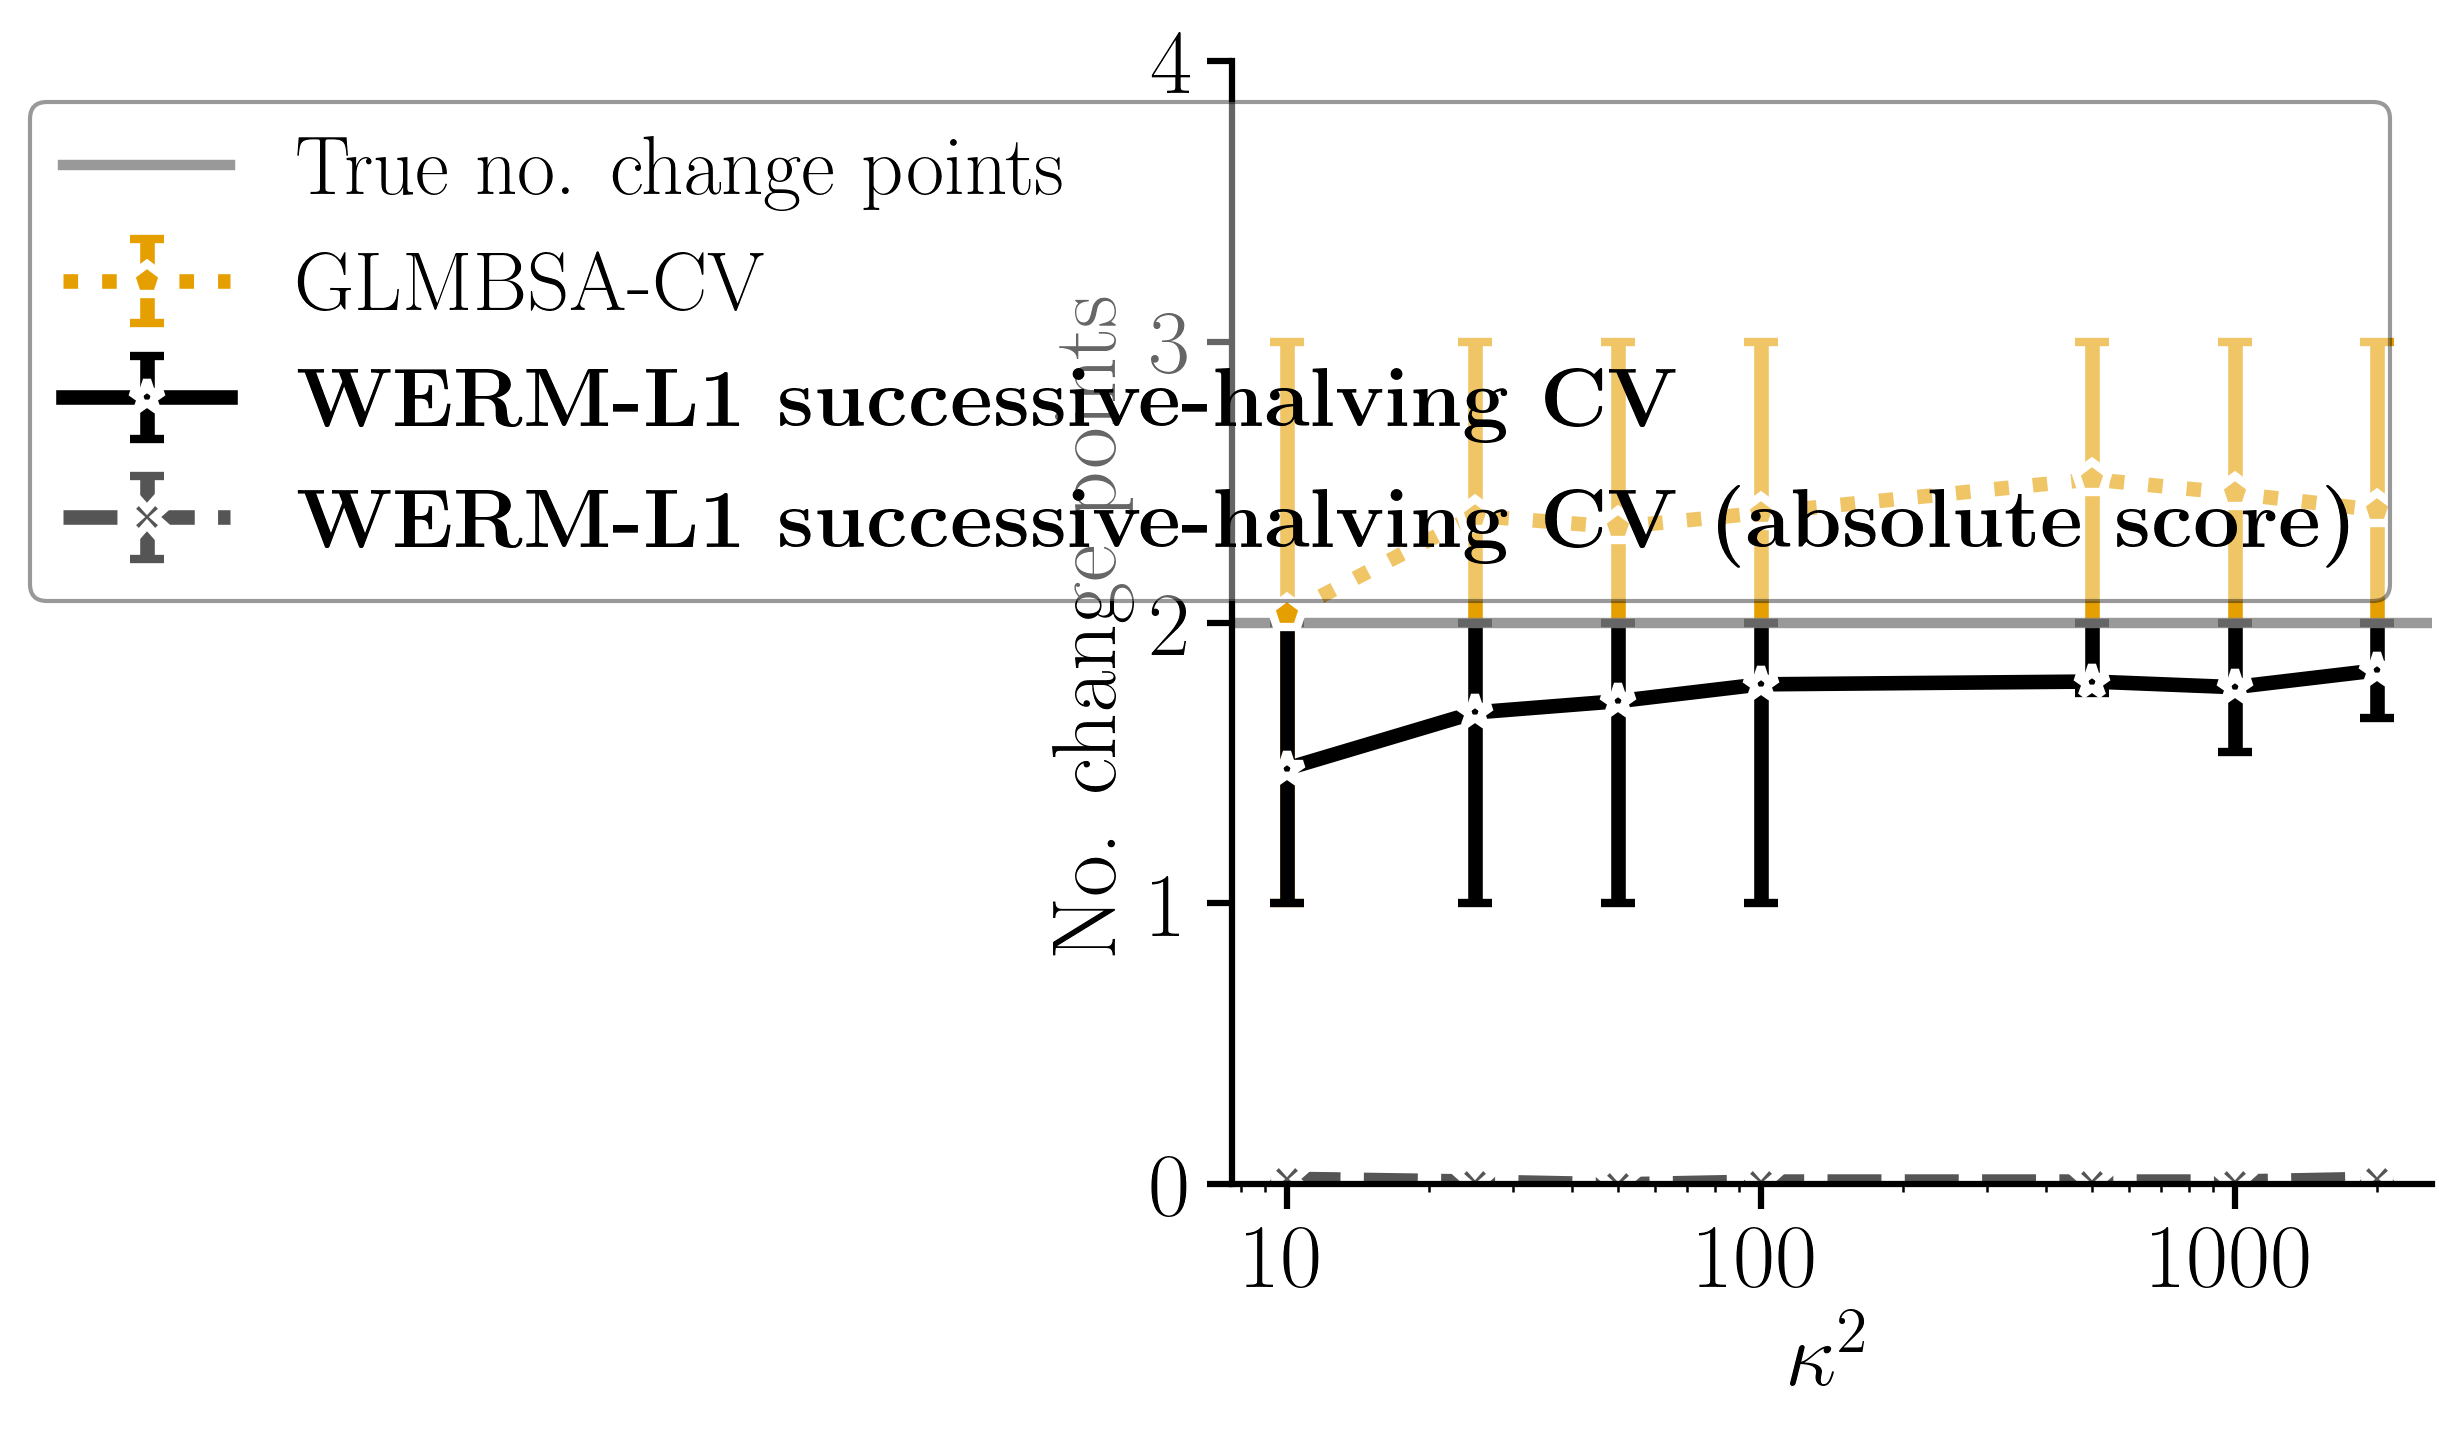 4
True no. change points
GLMBSA-CV
WERM-L1 successive-halving CV
WERM-L1 successive-halving CV (absolute score)
No. change points
3
2
1
0
10 100 1000
κ²